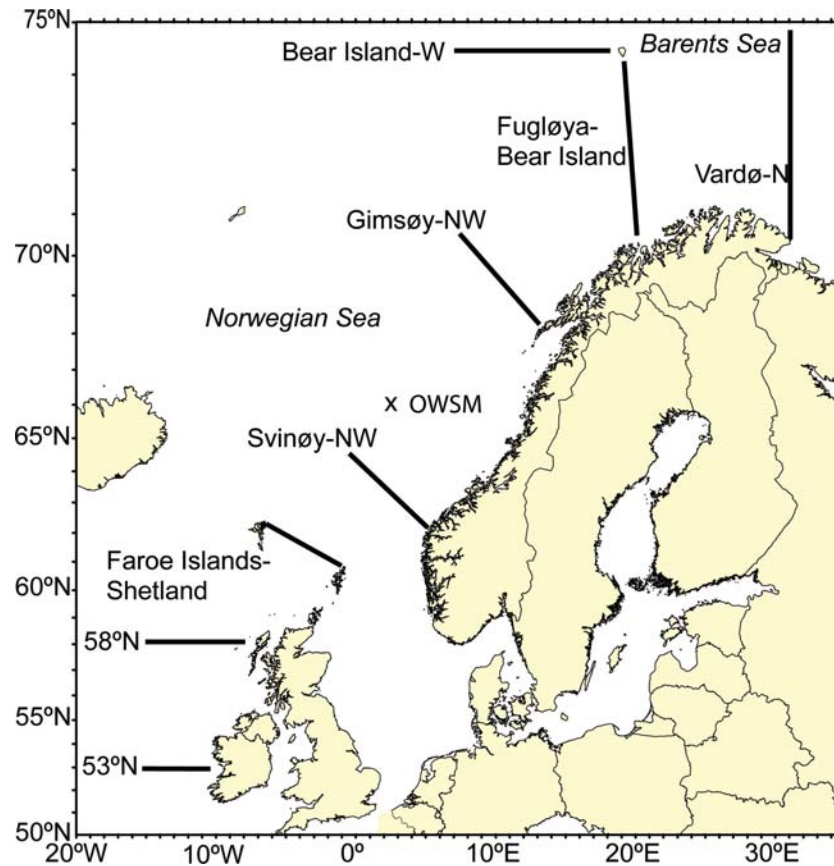 75ºN
Bear Island-W
Barents Sea
Fugløya-
Bear Island
Vardø-N
Gimsøy-NW
70ºN
Norwegian Sea
x OWSM
65ºN
Svinøy-NW
Faroe Islands-
Shetland
60ºN
58ºN
55ºN
53ºN
50ºN
20ºW
10ºW
0º
10ºE
20ºE
30ºE